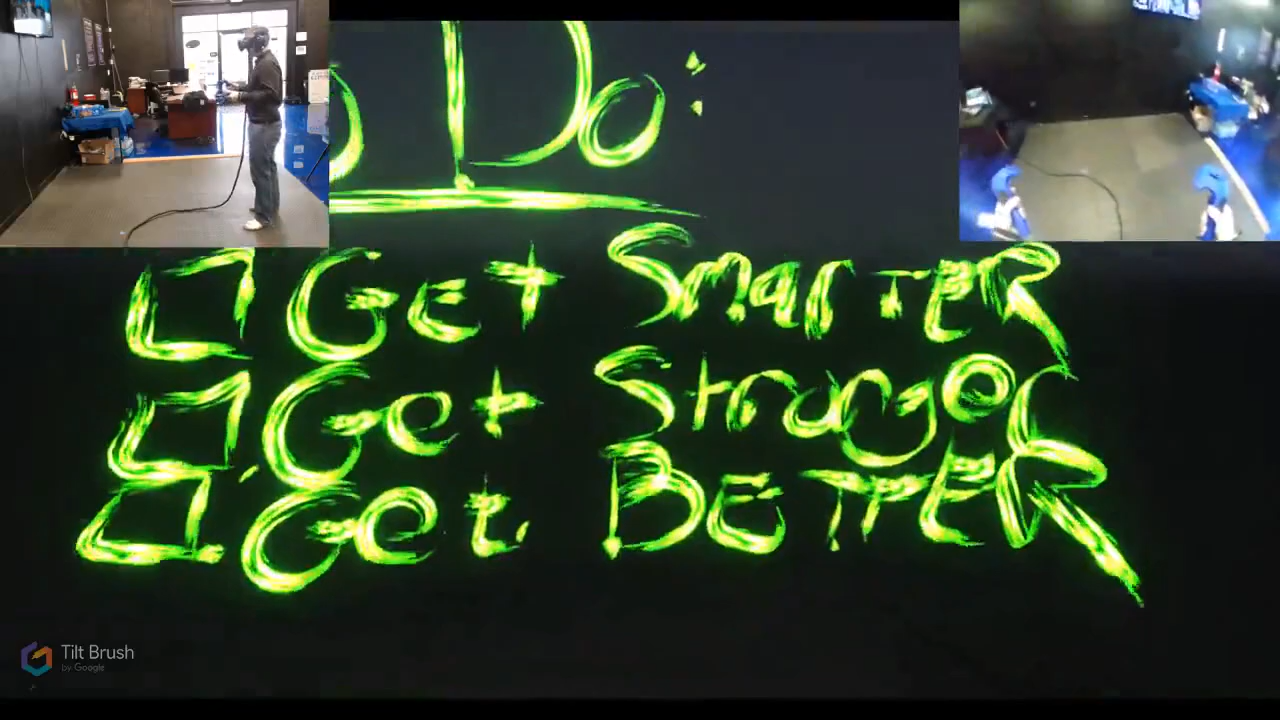 o Do:
Get Smarter
Get Stronger
Get BETTER
Tilt Brush
by Google